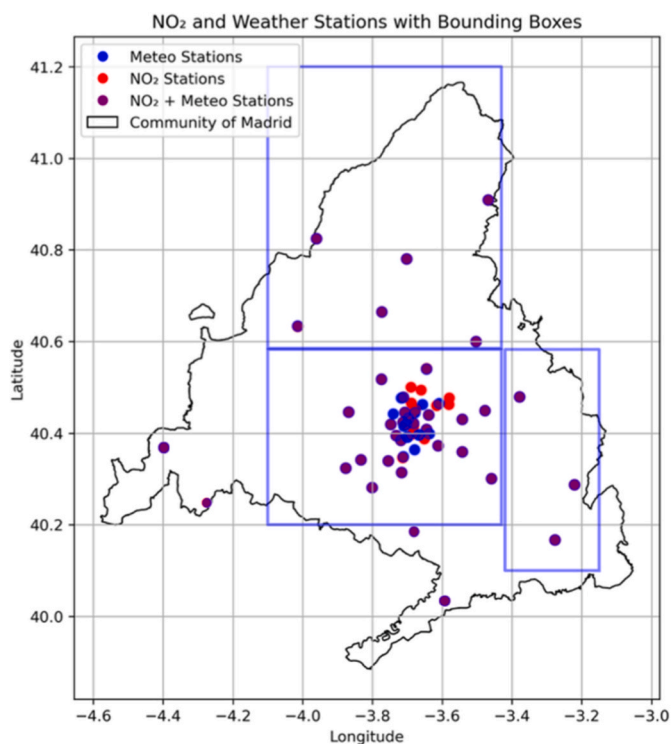 NO₂ and Weather Stations with Bounding Boxes
Meteo Stations
NO₂ Stations
NO₂ + Meteo Stations
Community of Madrid
41.2
41.0
40.8
40.6
40.4
40.2
40.0
Latitude
−4.6 −4.4 −4.2 −4.0 −3.8 −3.6 −3.4 −3.2 −3.0
Longitude